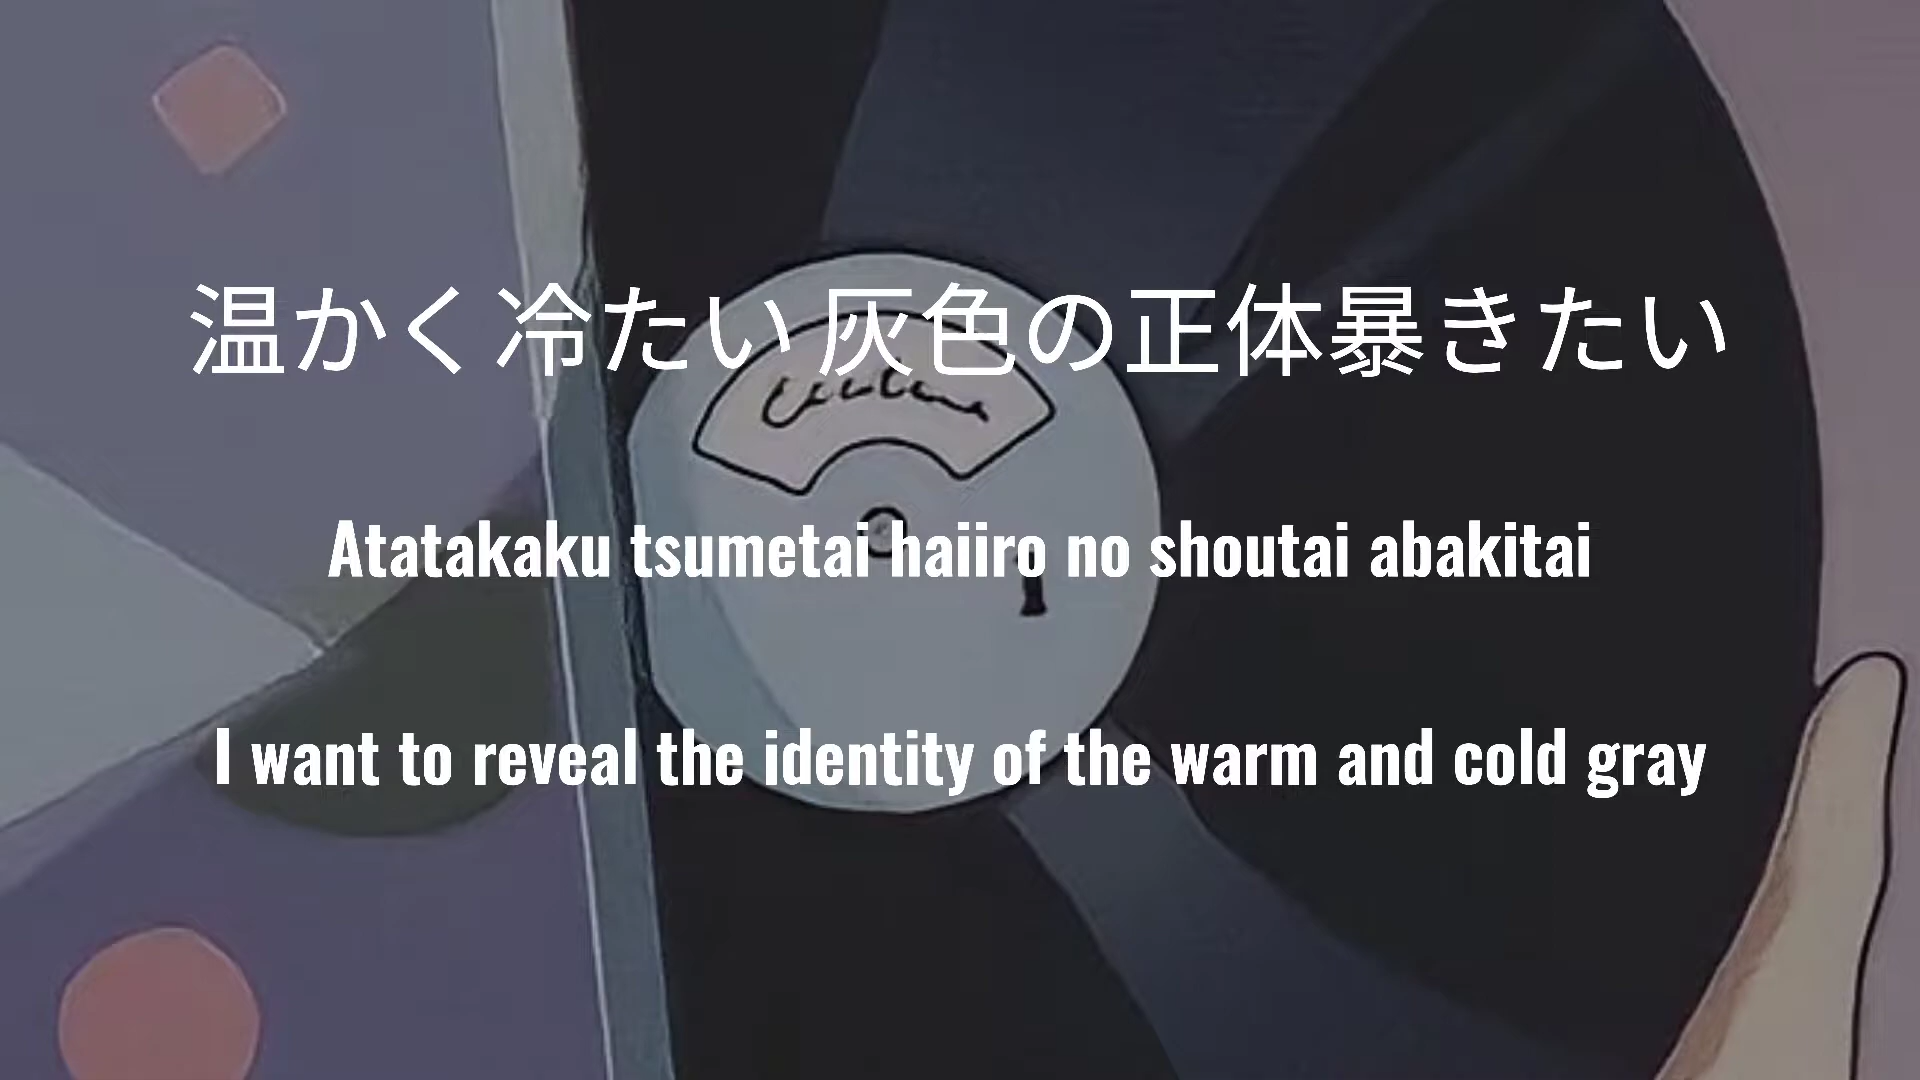 温かく冷たい 灰色の正体暴きたい
Atatakaku tsumetai haiiro no shoutai abakitai
1
I want to reveal the identity of the warm and cold gray